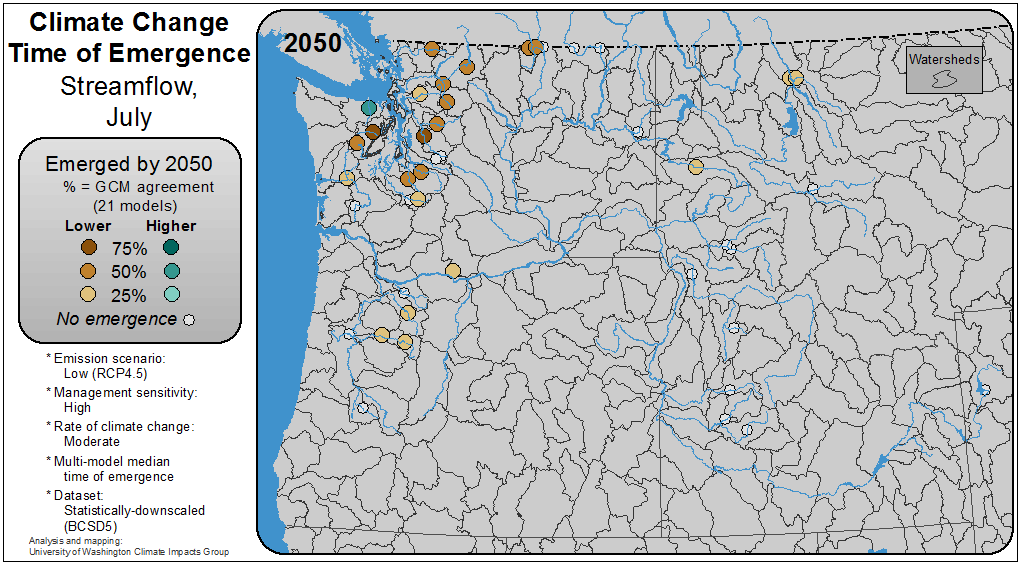 Climate Change
Time of Emergence
Streamflow,
July
Emerged by 2050
% = GCM agreement
(21 models)
Lower Higher
75%
50%
25%
No emergence
* Emission scenario:
Low (RCP4.5)
* Management sensitivity:
High
* Rate of climate change:
Moderate
* Multi-model median
time of emergence
* Dataset:
Statistically-downscaled
(BCSD5)
Analysis and mapping:
University of Washington Climate Impacts Group
2050
Watersheds